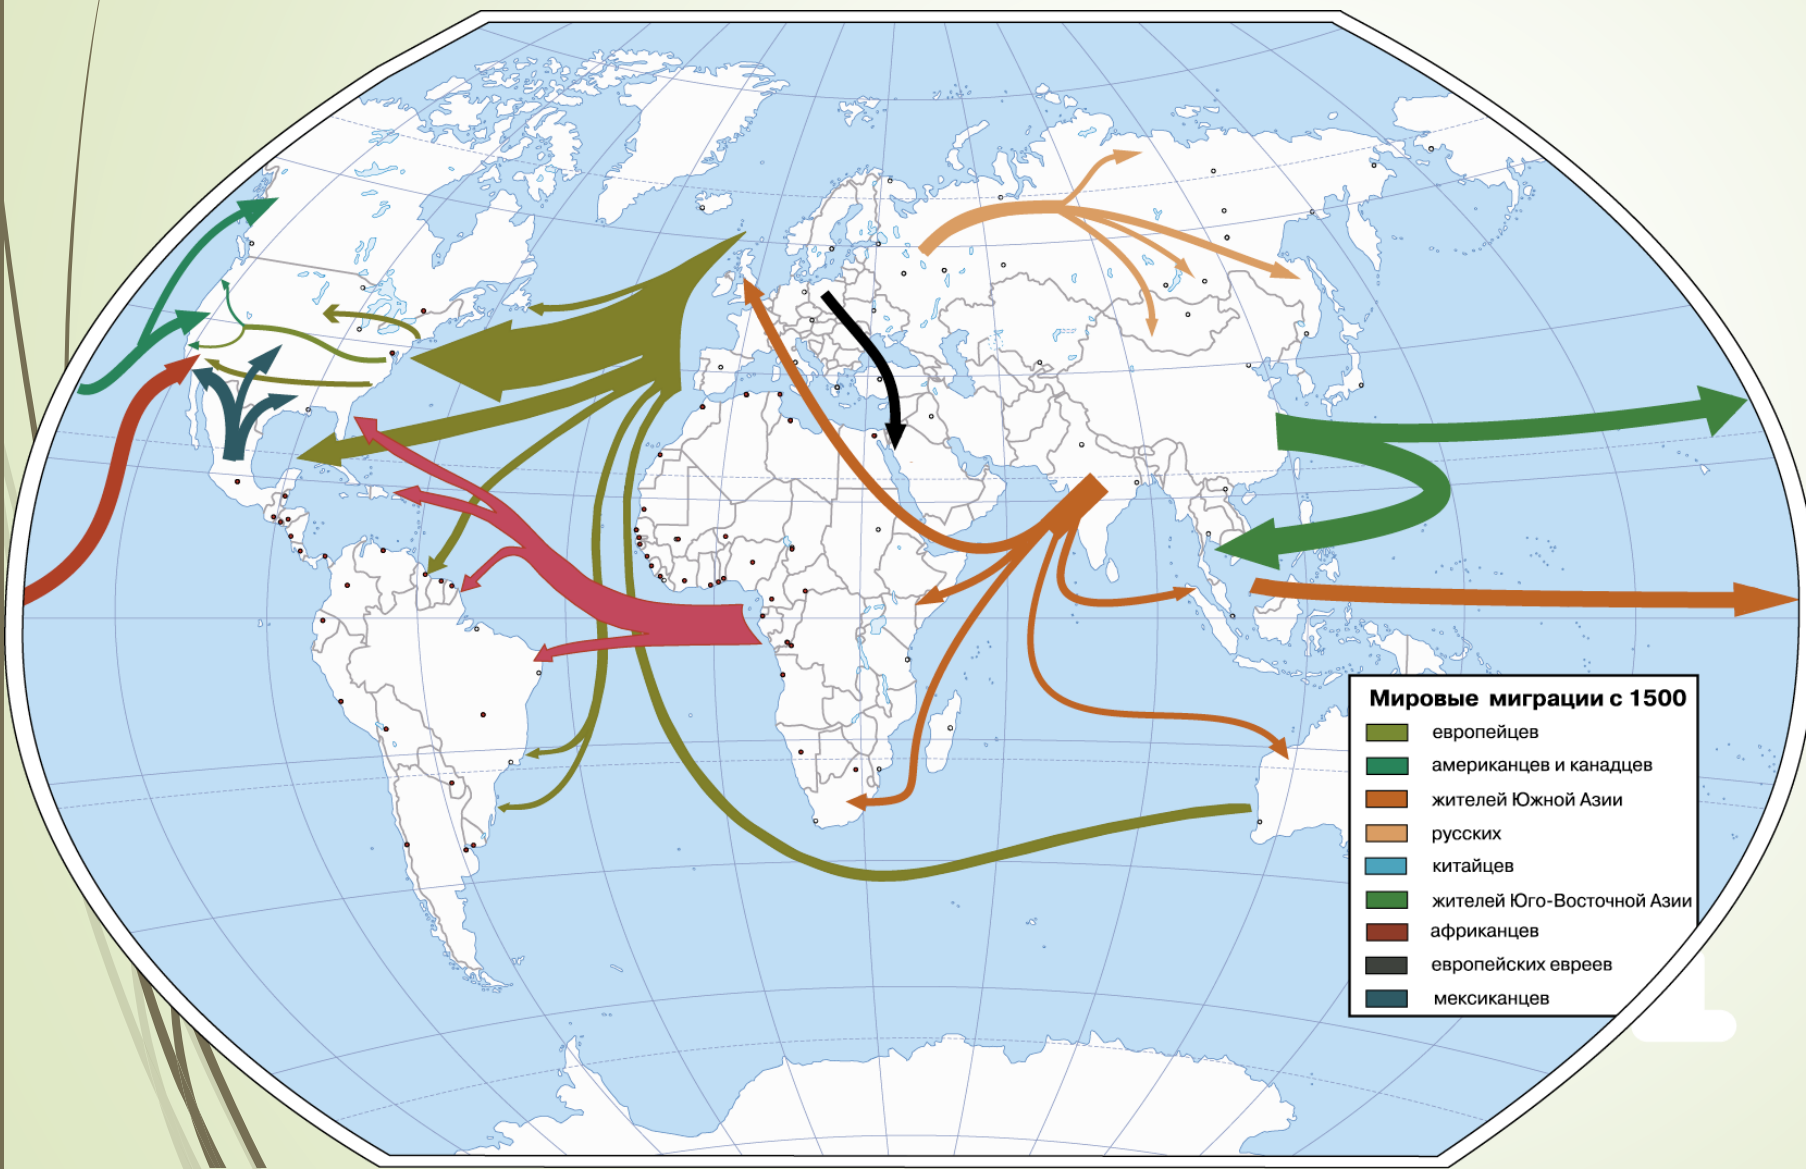 Мировые миграции с 1500
европейцев
американцев и канадцев
жителей Южной Азии
русских
китайцев
жителей Юго-Восточной Азии
африканцев
европейских евреев
мексиканцев